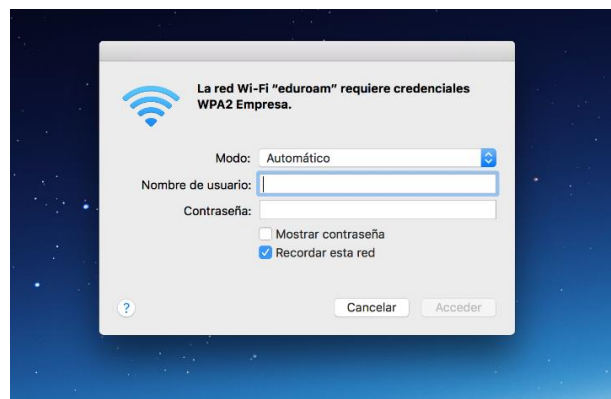 La red Wi-Fi “eduroam” requiere credenciales
WPA2 Empresa.
Modo: Automático
Nombre de usuario:
Contraseña:
Mostrar contraseña
Recordar esta red
? Cancelar Acceder